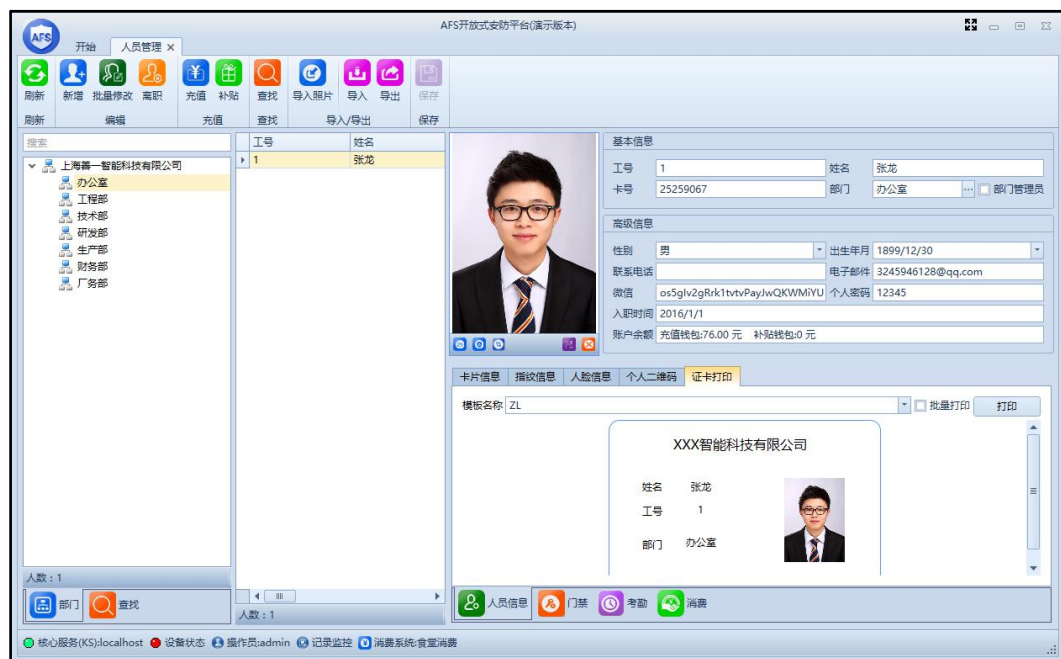 AFS开放式安防平台(演示版本)
AFS
开始 人员管理 ×
刷新 新增 批量修改 离职 充值 补贴 查找 导入照片 导入 导出 保存
刷新 编辑 充值 查找 导入/导出 保存
搜索
上海善一智能科技有限公司
办公室
工程部
技术部
研发部
生产部
财务部
厂务部
人数：1
部门 查找
工号 姓名
1 张龙
人数：1
基本信息
工号 1 姓名 张龙
卡号 25259067 部门 办公室 ... 部门管理员
高级信息
性别 男 出生年月 1899/12/30
联系电话 电子邮件 3245946128@qq.com
微信 os5glv2gRrk1tvtvPayJwQKWMiYU 个人密码 12345
入职时间 2016/1/1
账户余额 充值钱包:76.00 元 补贴钱包:0 元
卡片信息 指纹信息 人脸信息 个人二维码 证卡打印
模板名称 ZL 批量打印 打印
XXX智能科技有限公司
姓名 张龙
工号 1
部门 办公室
人员信息 门禁 考勤 消费
核心服务(KS):localhost 设备状态 操作员:admin 记录监控 消费系统:食堂消费